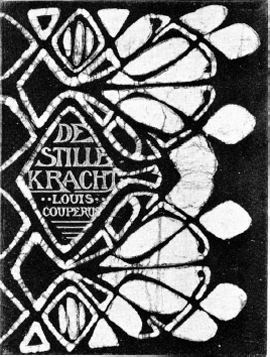 DE
STILLE
KRACHT
·· LOUIS ··
COUPERUS